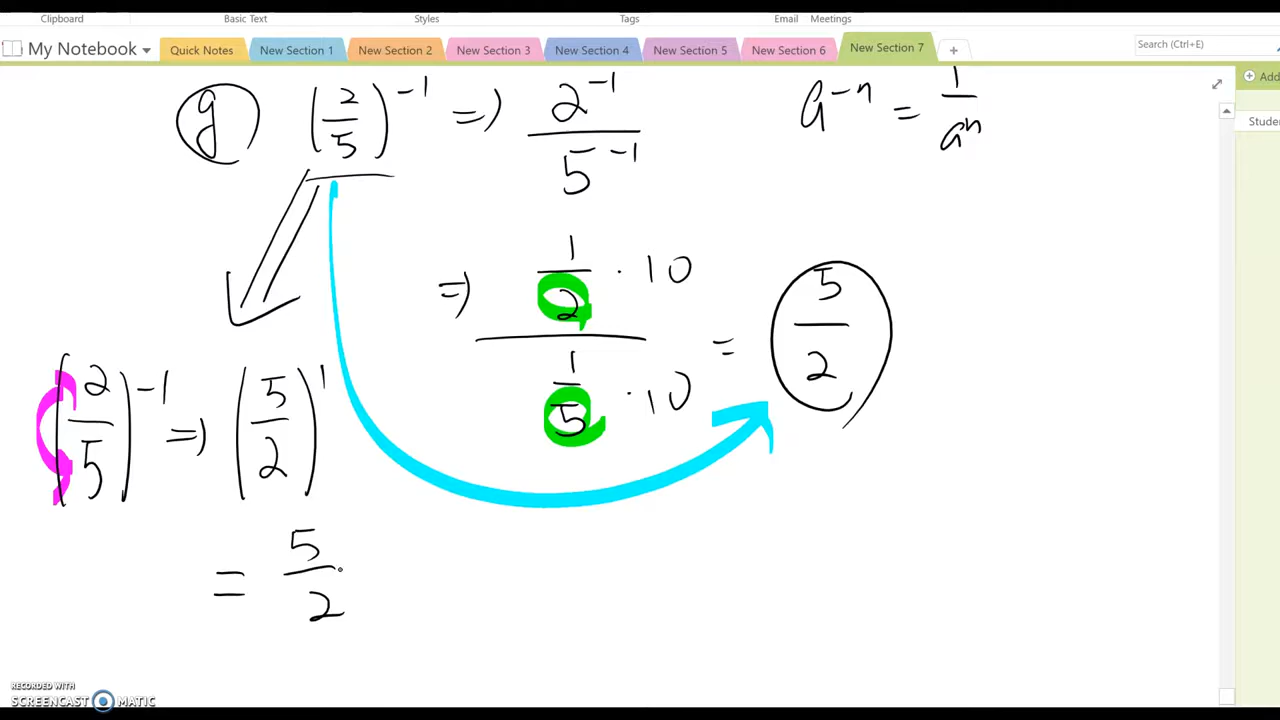 Clipboard Basic Text Styles Tags Email Meetings
My Notebook Quick Notes New Section 1 New Section 2 New Section 3 New Section 4 New Section 5 New Section 6 New Section 7 + Search (Ctrl+E)
Add
Studen
g (2/5)^-1 => 2^-1/5^-1
a^-n = 1/a^n
=> (1/2 · 10)/(1/5 · 10) = 5/2
(2/5)^-1 => (5/2)^1
= 5/2
RECORDED WITH
SCREENCAST MATIC